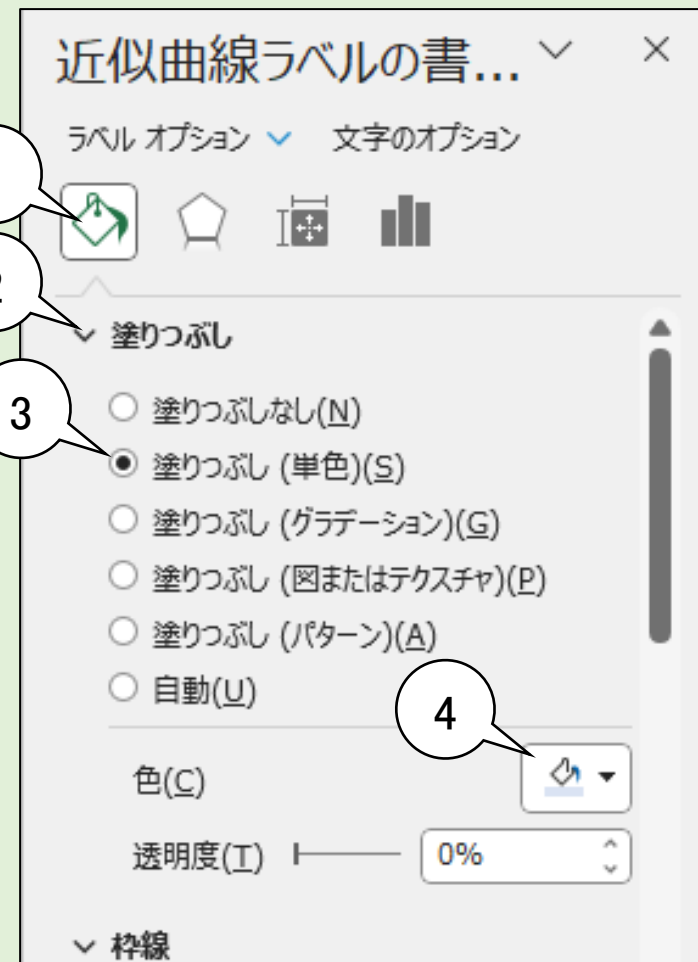 近似曲線ラベルの書...
ラベル オプション 文字のオプション
塗りつぶし
3
塗りつぶしなし(N)
塗りつぶし (単色)(S)
塗りつぶし (グラデーション)(G)
塗りつぶし (図またはテクスチャ)(P)
塗りつぶし (パターン)(A)
自動(U)
4
色(C)
透明度(T) 0%
枠線